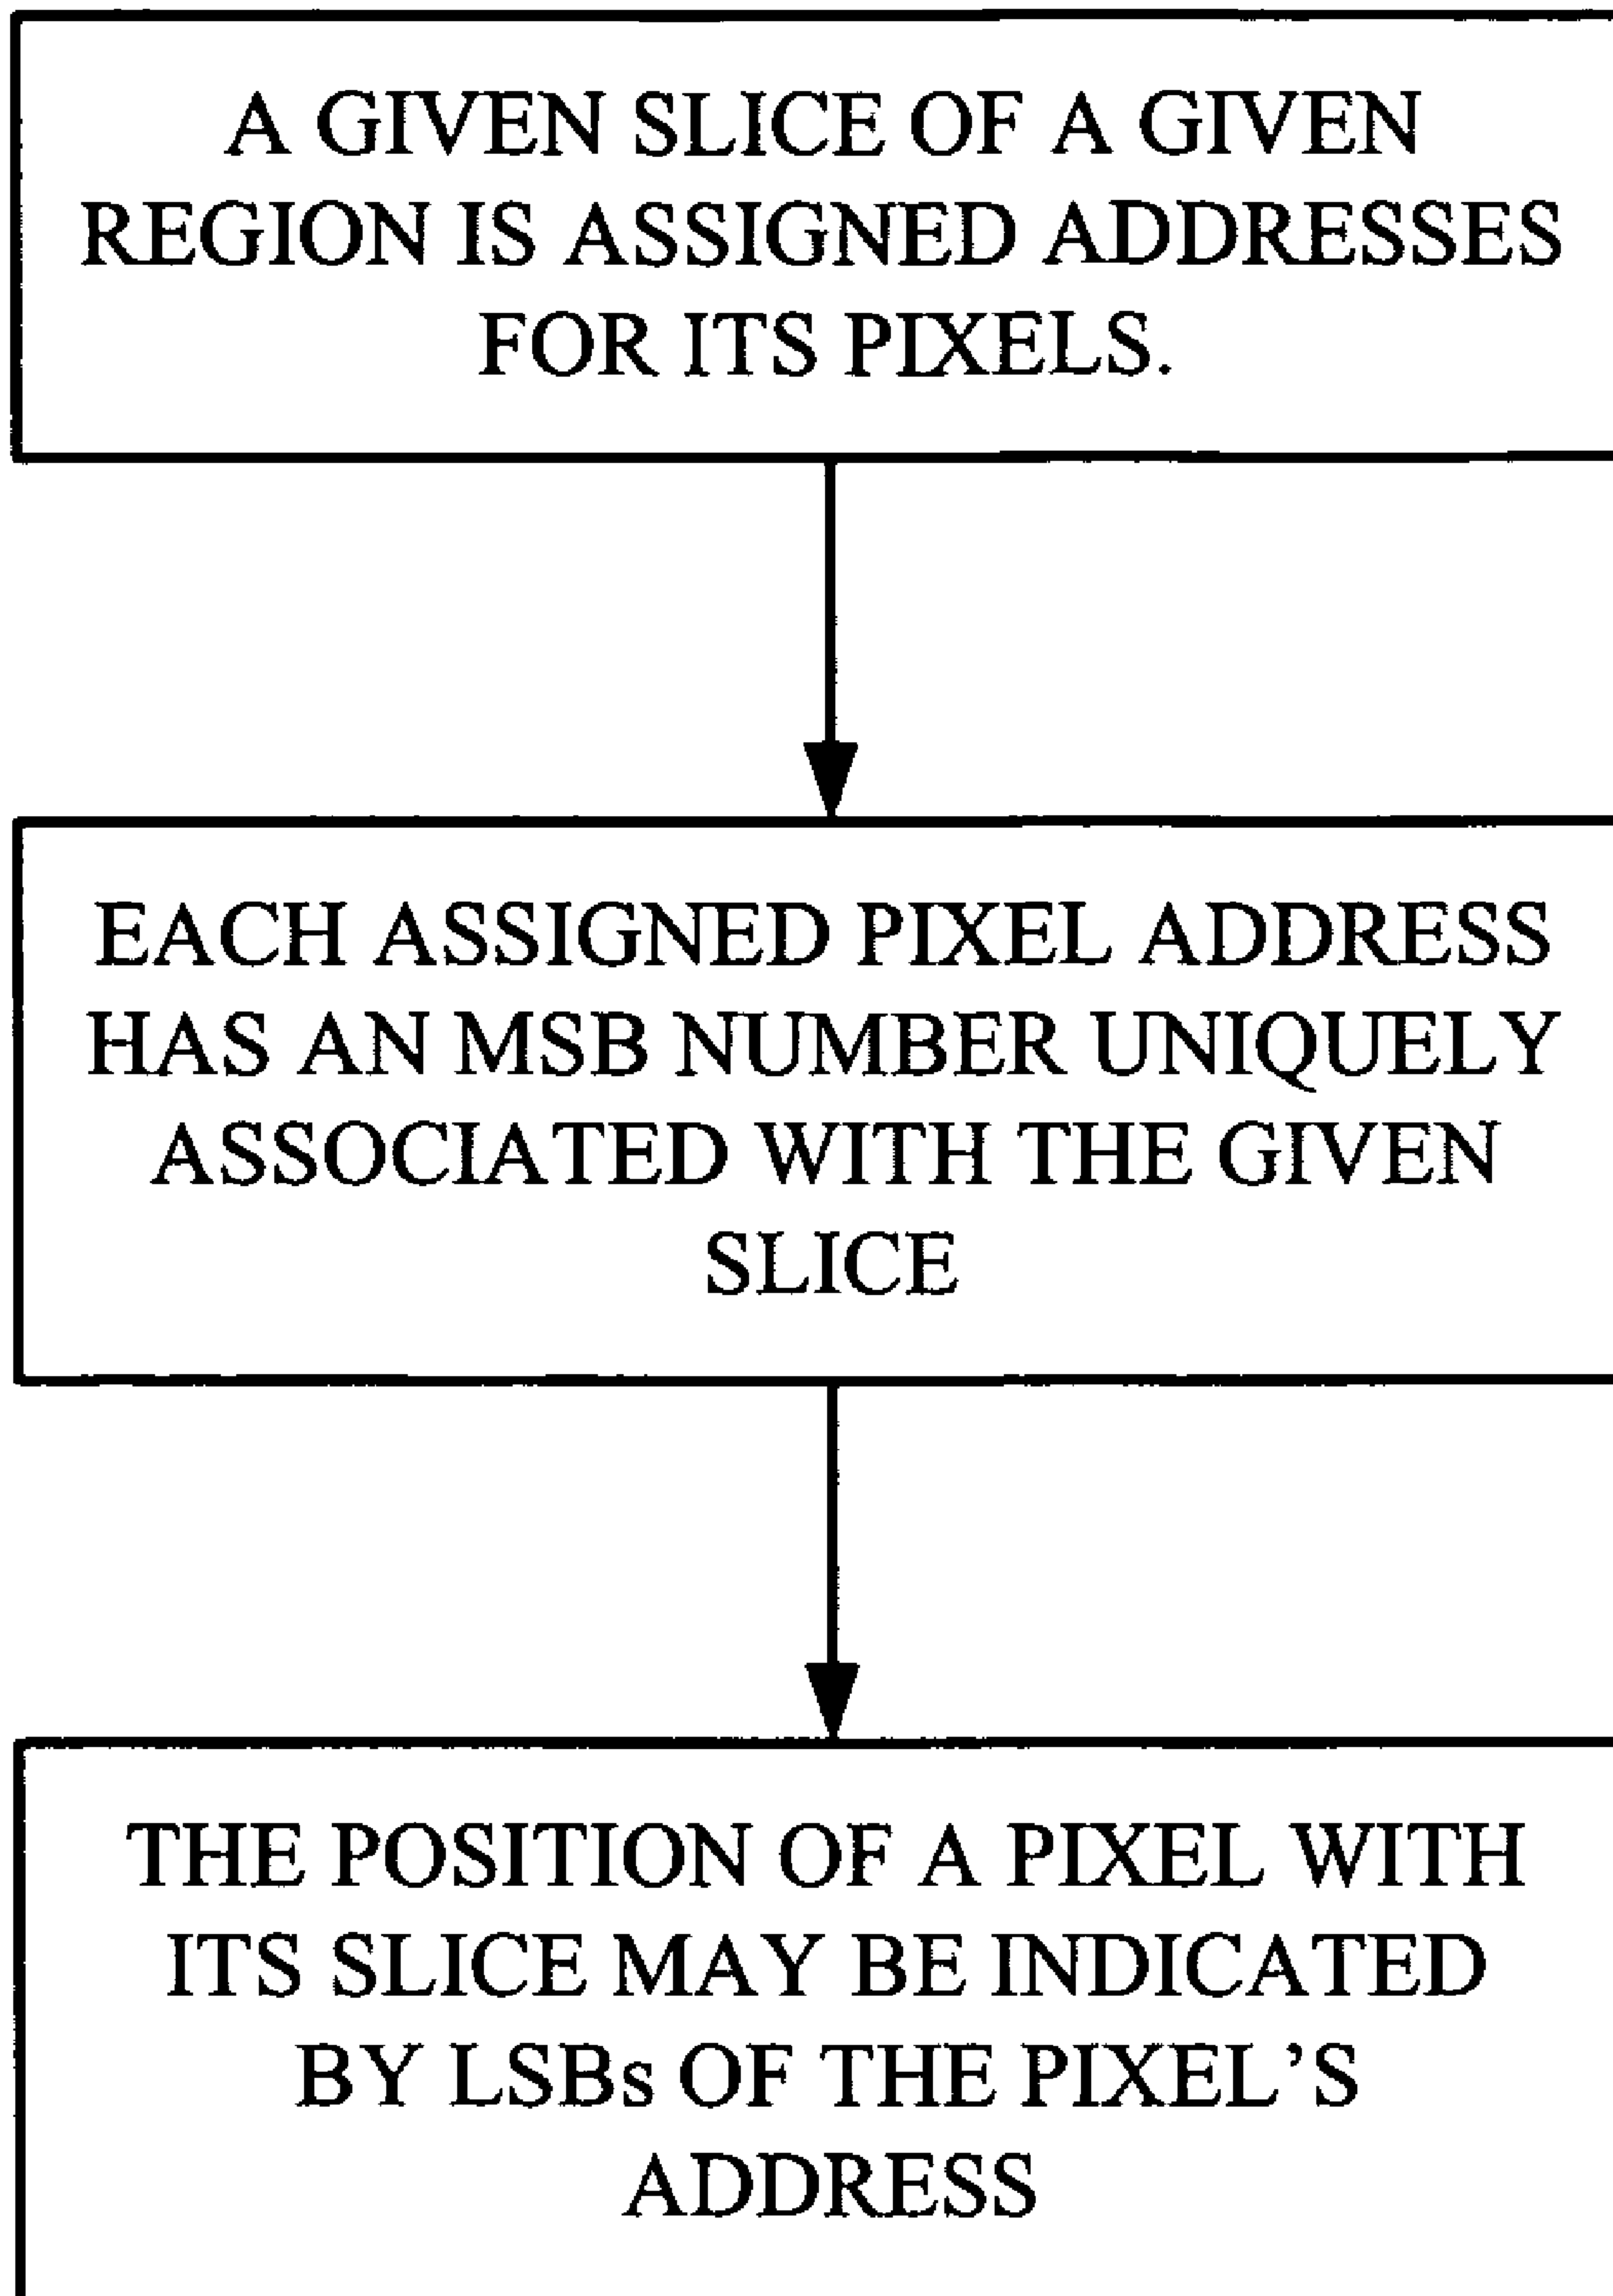 A GIVEN SLICE OF A GIVEN
REGION IS ASSIGNED ADDRESSES
FOR ITS PIXELS.
EACH ASSIGNED PIXEL ADDRESS
HAS AN MSB NUMBER UNIQUELY
ASSOCIATED WITH THE GIVEN
SLICE
THE POSITION OF A PIXEL WITH
ITS SLICE MAY BE INDICATED
BY LSBs OF THE PIXEL’S
ADDRESS